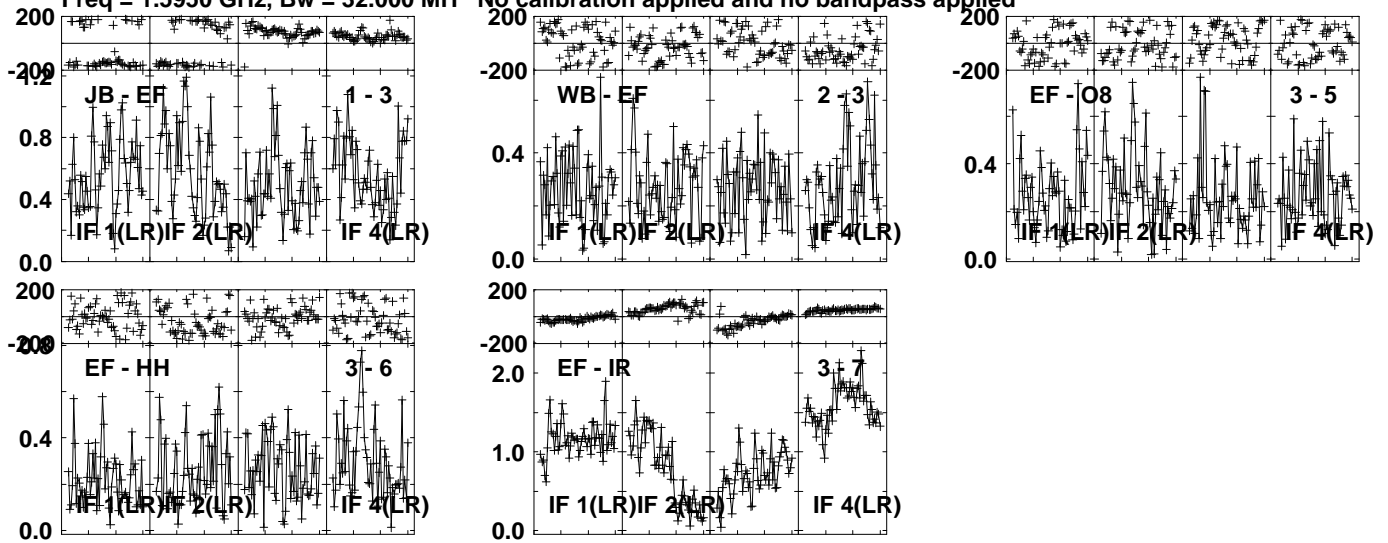 Freq = 1.5950 GHz, Bw = 32.000 MH No calibration applied and no bandpass applied
200 200 200
-200 -200 -200
1.2
JB - EF 1 - 3 WB - EF 2 - 3 EF - O8 3 - 5
0.8
0.4 0.4 0.4
IF 1(LR) IF 2(LR) IF 4(LR) IF 1(LR) IF 2(LR) IF 4(LR) IF 1(LR) IF 2(LR) IF 4(LR)
0.0 0.0 0.0
200 200
-200 -200
0.8
EF - HH 3 - 6 EF - IR 3 - 7
2.0
0.4 1.0
IF 1(LR) IF 2(LR) IF 4(LR) IF 1(LR) IF 2(LR) IF 4(LR)
0.0 0.0